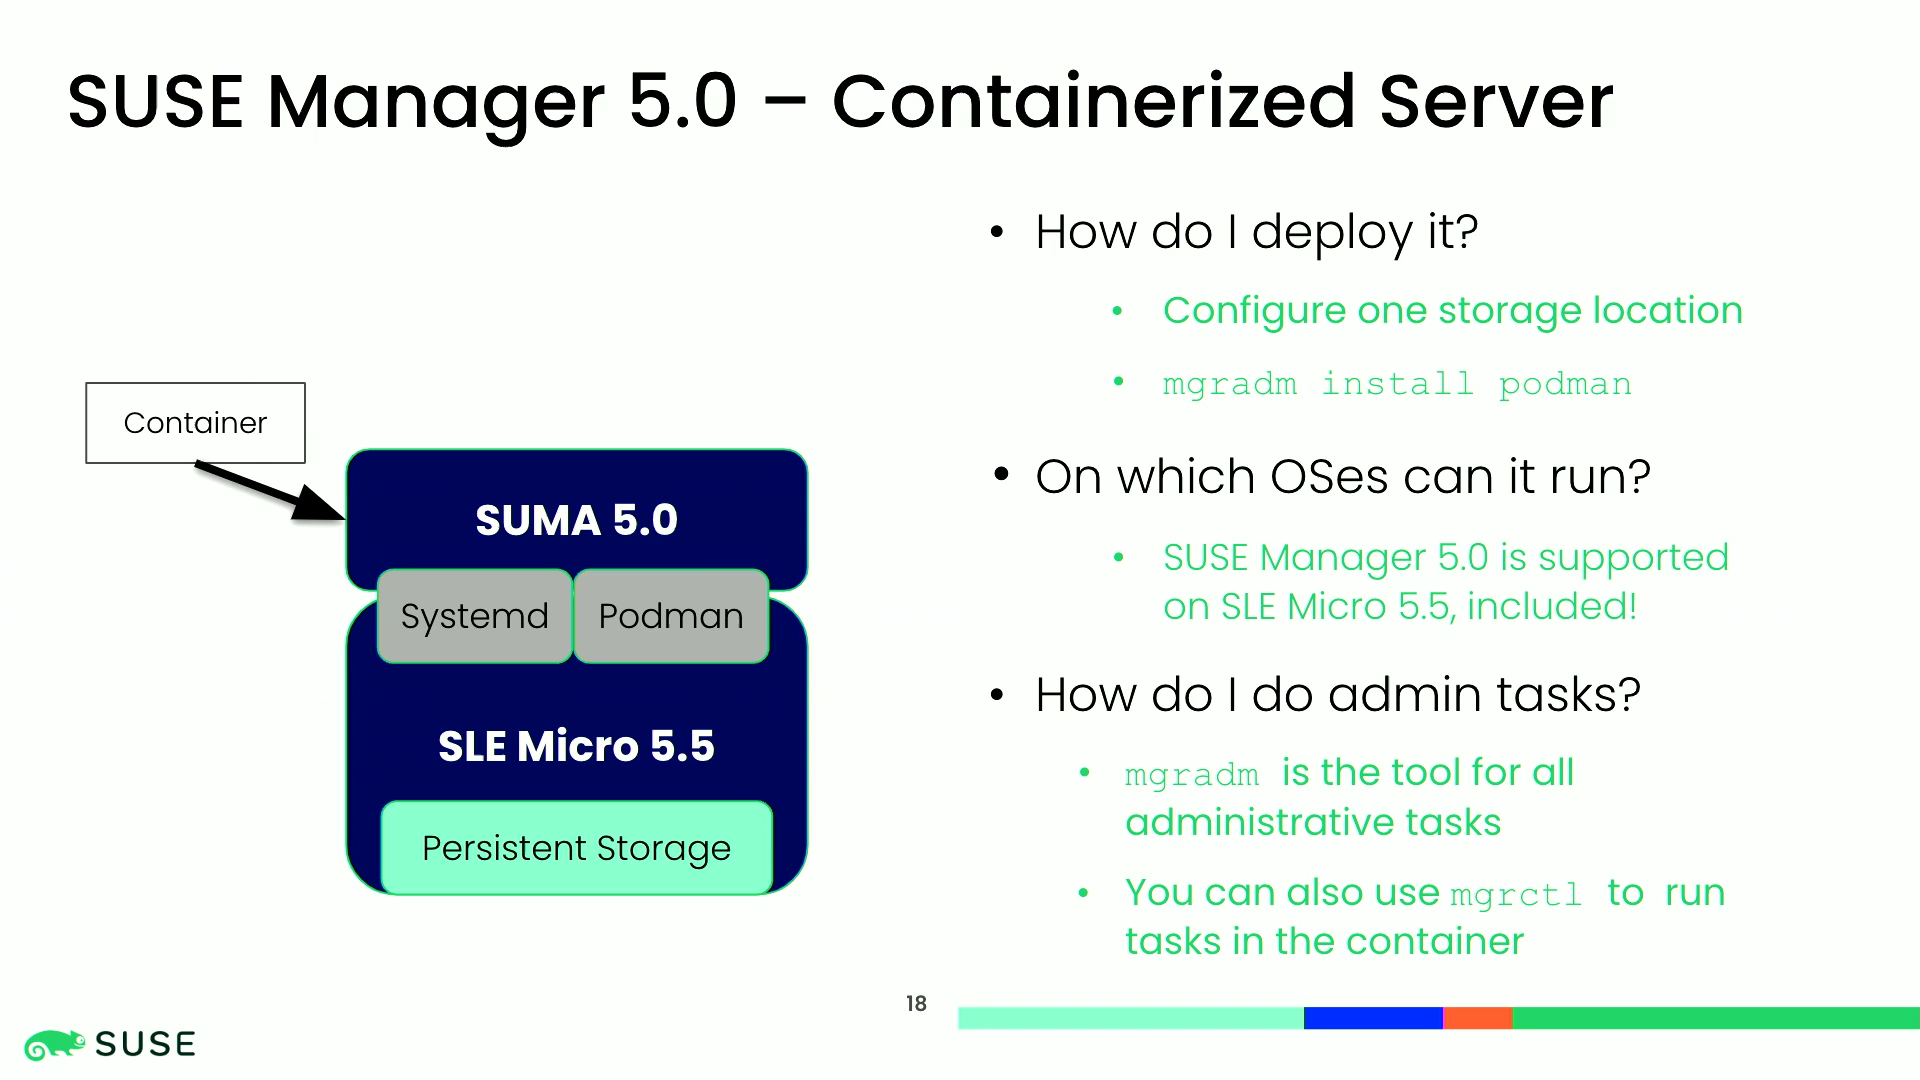 SUSE Manager 5.0 – Containerized Server
Container
SUMA 5.0
Systemd
Podman
SLE Micro 5.5
Persistent Storage
• How do I deploy it?
• Configure one storage location
• mgradm install podman
• On which OSes can it run?
• SUSE Manager 5.0 is supported
on SLE Micro 5.5, included!
• How do I do admin tasks?
• mgradm is the tool for all
administrative tasks
• You can also use mgrctl to run
tasks in the container
18
SUSE